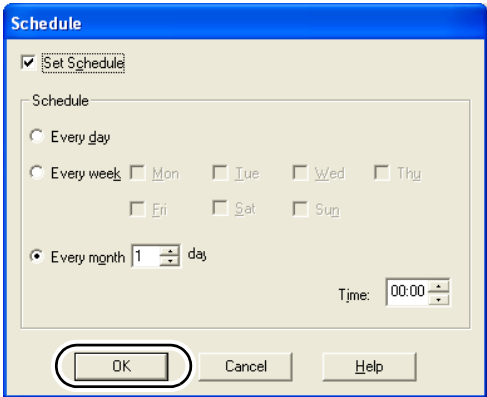 Schedule
Set Schedule
Schedule
Every day
Every week Mon Tue Wed Thu
Fri Sat Sun
Every month 1 day
Time: 00:00
OK Cancel Help